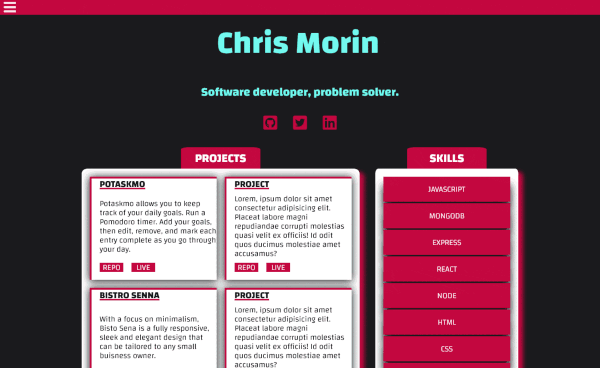 Chris Morin
Software developer, problem solver.
PROJECTS
POTASKMO
Potaskmo allows you to keep
track of your daily goals. Run a
Pomodoro timer. Add your goals,
then edit, remove, and mark each
entry complete as you go through
your day.
REPO LIVE
PROJECT
Lorem, ipsum dolor sit amet
consectetur adipisicing elit.
Placeat labore magni
repudiandae corrupti molestias
quasi velit ex officiis! Id odit
quos ducimus molestiae amet
accusamus?
REPO LIVE
BISTRO SENNA
With a focus on minimalism,
Bisto Sena is a fully responsive,
sleek and elegant design that
can be tailored to any small
buisness owner.
PROJECT
Lorem, ipsum dolor sit amet
consectetur adipisicing elit.
Placeat labore magni
repudiandae corrupti molestias
quasi velit ex officiis! Id odit
quos ducimus molestiae amet
accusamus?
SKILLS
JAVASCRIPT
MONGODB
EXPRESS
REACT
NODE
HTML
CSS